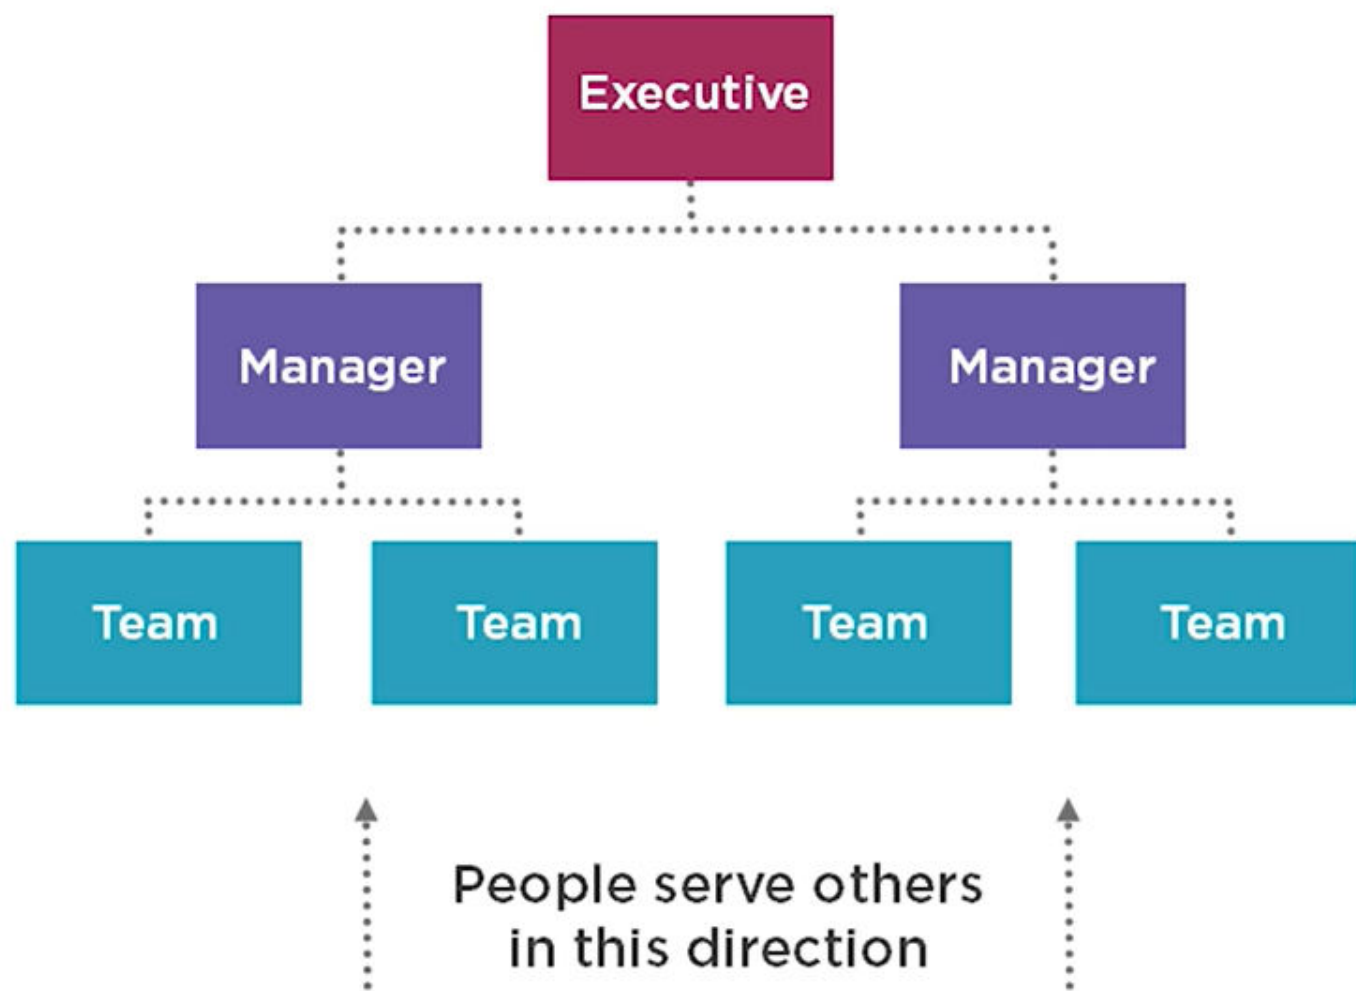 Executive
Manager
Manager
Team
Team
Team
Team
People serve others
in this direction